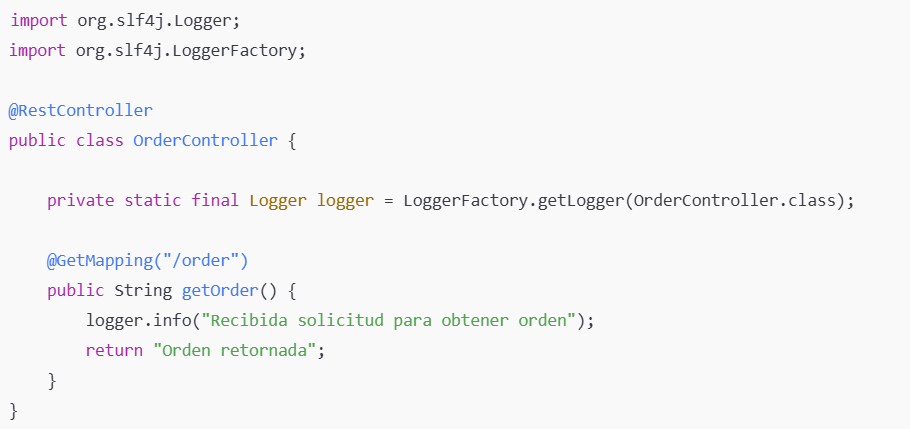 import org.slf4j.Logger;
import org.slf4j.LoggerFactory;

@RestController
public class OrderController {

    private static final Logger logger = LoggerFactory.getLogger(OrderController.class);

    @GetMapping("/order")
    public String getOrder() {
        logger.info("Recibida solicitud para obtener orden");
        return "Orden retornada";
    }
}